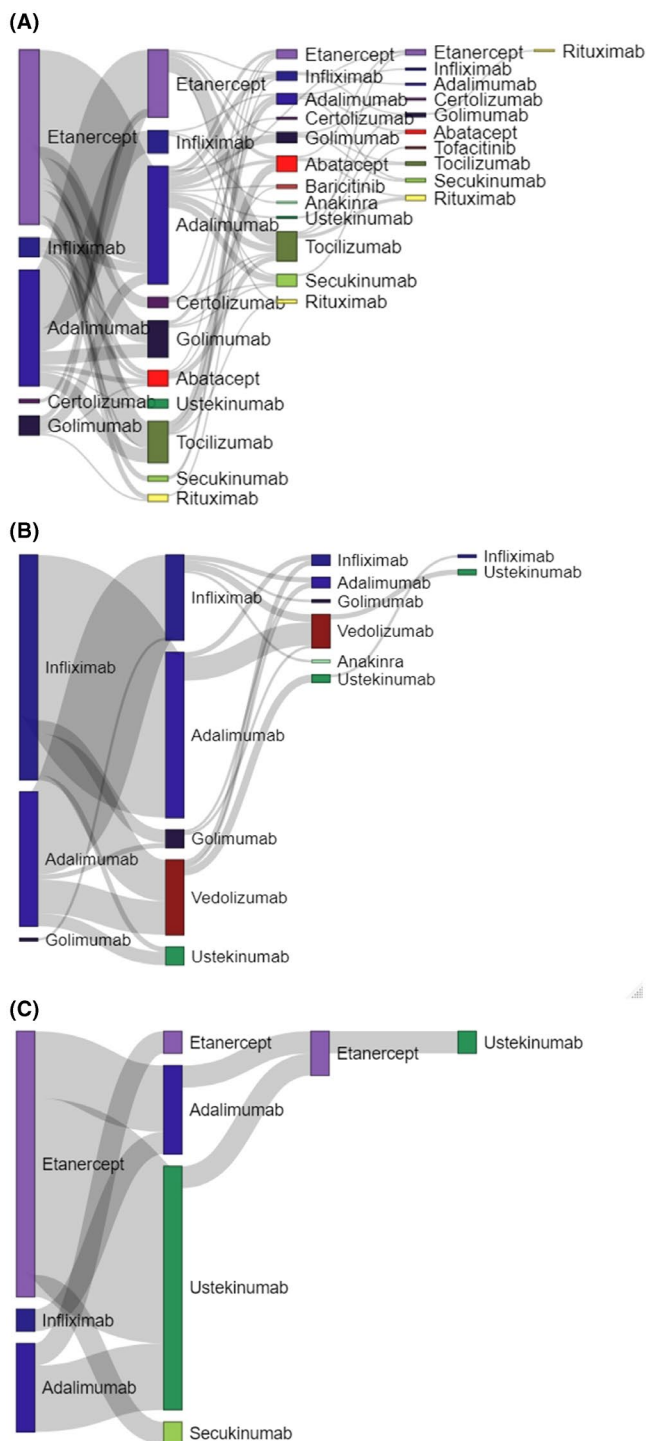 (A)
Etanercept
Infliximab
Adalimumab
Certolizumab
Golimumab
Etanercept
Infliximab
Adalimumab
Certolizumab
Golimumab
Abatacept
Ustekinumab
Tocilizumab
Secukinumab
Rituximab
Etanercept
Infliximab
Adalimumab
Certolizumab
Golimumab
Abatacept
Baricitinib
Anakinra
Ustekinumab
Tocilizumab
Secukinumab
Rituximab
Etanercept
Infliximab
Adalimumab
Certolizumab
Golimumab
Abatacept
Tofacitinib
Tocilizumab
Secukinumab
Rituximab
Rituximab
(B)
Infliximab
Adalimumab
Golimumab
Infliximab
Adalimumab
Golimumab
Vedolizumab
Ustekinumab
Infliximab
Adalimumab
Golimumab
Vedolizumab
Anakinra
Ustekinumab
Infliximab
Ustekinumab
(C)
Etanercept
Infliximab
Adalimumab
Etanercept
Adalimumab
Ustekinumab
Secukinumab
Etanercept
Ustekinumab